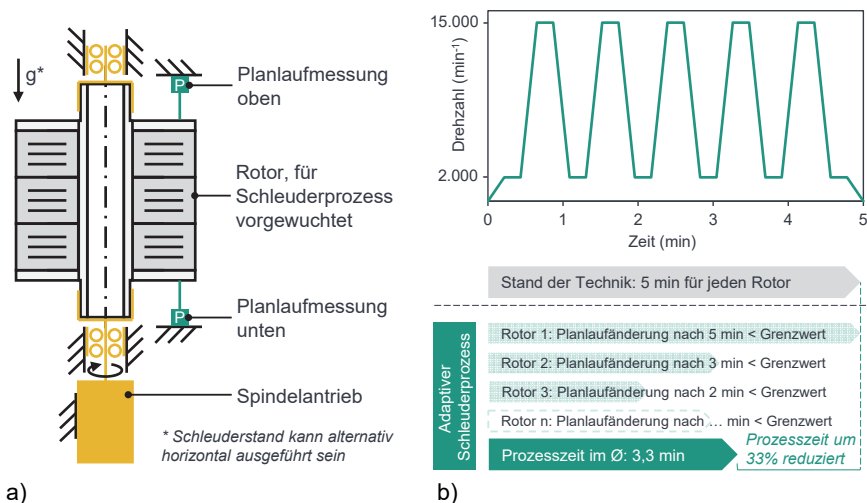 g*
P
Planlaufmessung
oben
Rotor, für
Schleuderprozess
vorgewuchtet
P
Planlaufmessung
unten
Spindelantrieb
* Schleuderstand kann alternativ
horizontal ausgeführt sein
a)
15.000
Drehzahl (min⁻¹)
2.000
0 1 2 3 4 5
Zeit (min)
Stand der Technik: 5 min für jeden Rotor
Adaptiver
Schleuderprozess
Rotor 1: Planlaufänderung nach 5 min < Grenzwert
Rotor 2: Planlaufänderung nach 3 min < Grenzwert
Rotor 3: Planlaufänderung nach 2 min < Grenzwert
Rotor n: Planlaufänderung nach … min < Grenzwert
Prozesszeit im Ø: 3,3 min
Prozesszeit um
33% reduziert
b)